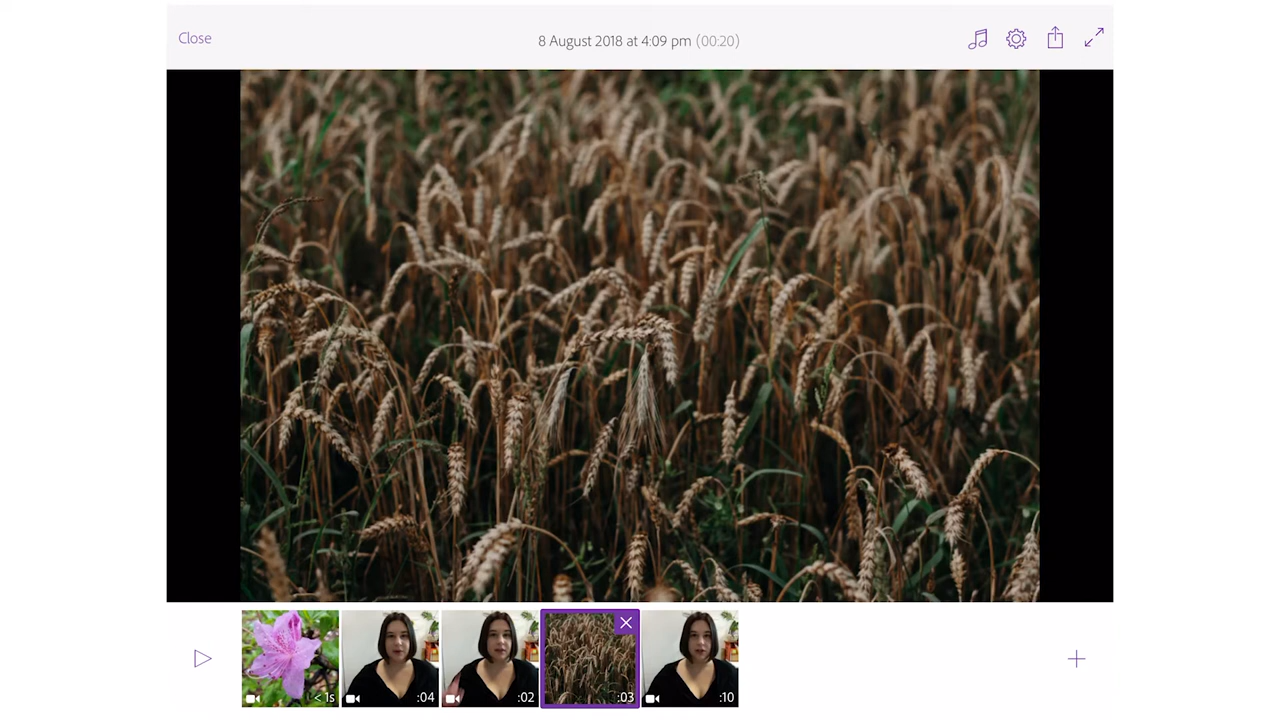 Close
8 August 2018 at 4:09 pm (00:20)
< 1s
:04
:02
:03
:10